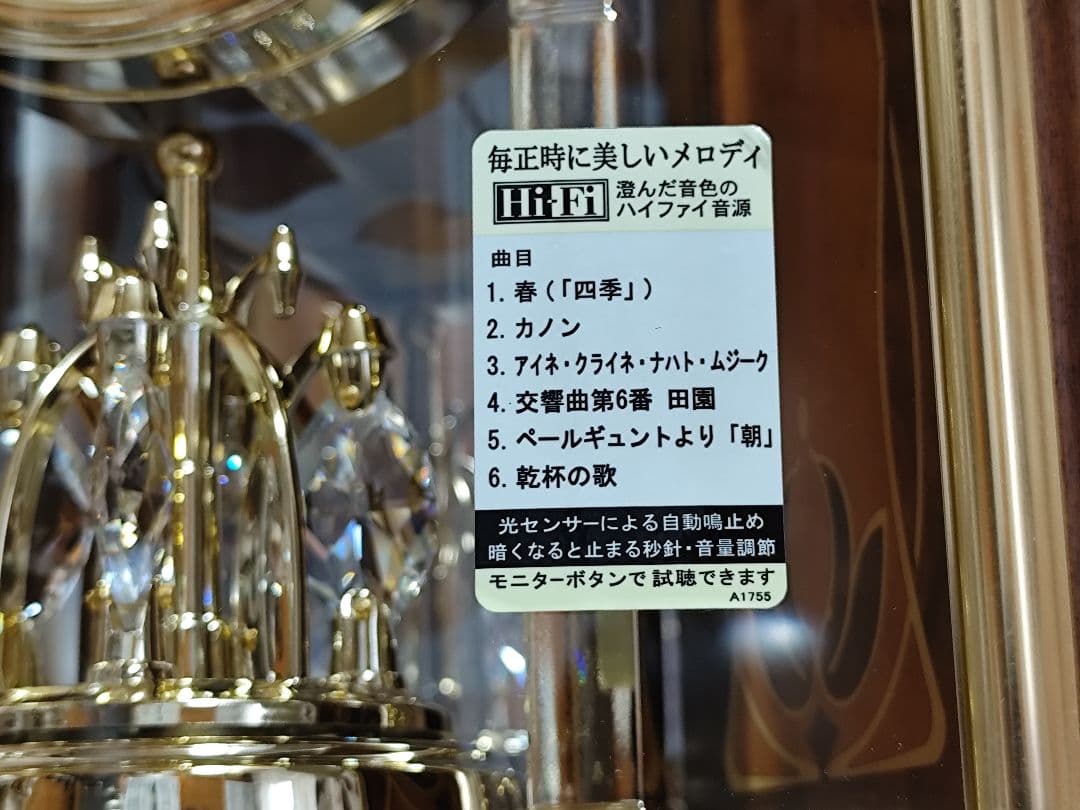 毎正時に美しいメロディ
Hi-Fi 澄んだ音色の
ハイファイ音源
曲目
1. 春(「四季」)
2. カノン
3. アイネ・クライネ・ナハト・ムジーク
4. 交響曲第6番 田園
5. ペールギュントより「朝」
6. 乾杯の歌
光センサーによる自動鳴止め
暗くなると止まる秒針・音量調節
モニターボタンで試聴できます
A1755